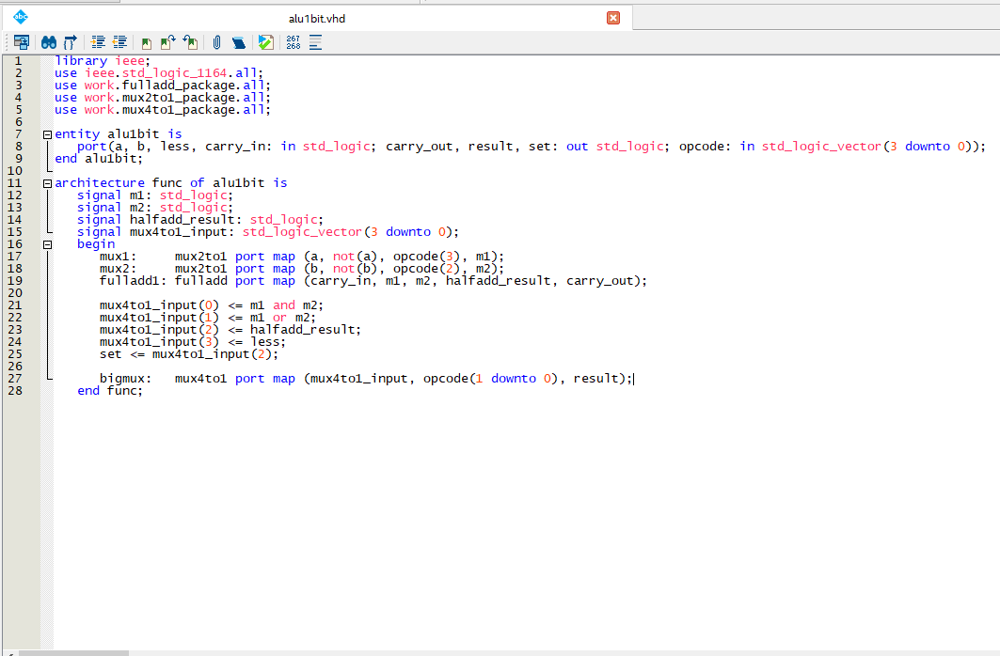 abc alu1bit.vhd
267
268
1 library ieee;
2 use ieee.std_logic_1164.all;
3 use work.fulladd_package.all;
4 use work.mux2to1_package.all;
5 use work.mux4to1_package.all;
6
7 entity alu1bit is
8 port(a, b, less, carry_in: in std_logic; carry_out, result, set: out std_logic; opcode: in std_logic_vector(3 downto 0));
9 end alu1bit;
10
11 architecture func of alu1bit is
12 signal m1: std_logic;
13 signal m2: std_logic;
14 signal halfadd_result: std_logic;
15 signal mux4to1_input: std_logic_vector(3 downto 0);
16 begin
17 mux1: mux2to1 port map (a, not(a), opcode(3), m1);
18 mux2: mux2to1 port map (b, not(b), opcode(2), m2);
19 fulladd1: fulladd port map (carry_in, m1, m2, halfadd_result, carry_out);
20
21 mux4to1_input(0) <= m1 and m2;
22 mux4to1_input(1) <= m1 or m2;
23 mux4to1_input(2) <= halfadd_result;
24 mux4to1_input(3) <= less;
25 set <= mux4to1_input(2);
26
27 bigmux: mux4to1 port map (mux4to1_input, opcode(1 downto 0), result);
28 end func;